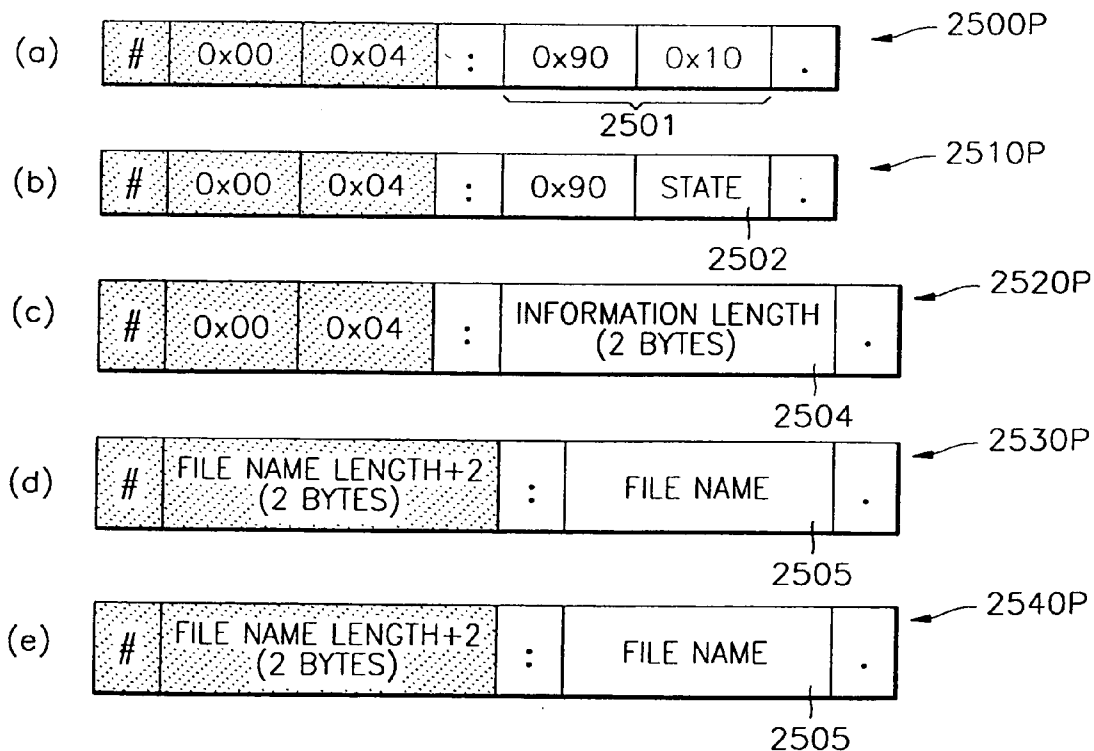 (a) # 0x00 0x04 : 0x90 0x10 . 2500P
2501
(b) # 0x00 0x04 : 0x90 STATE . 2510P
2502
(c) # 0x00 0x04 : INFORMATION LENGTH (2 BYTES) . 2520P
2504
(d) # FILE NAME LENGTH+2 (2 BYTES) : FILE NAME . 2530P
2505
(e) # FILE NAME LENGTH+2 (2 BYTES) : FILE NAME . 2540P
2505